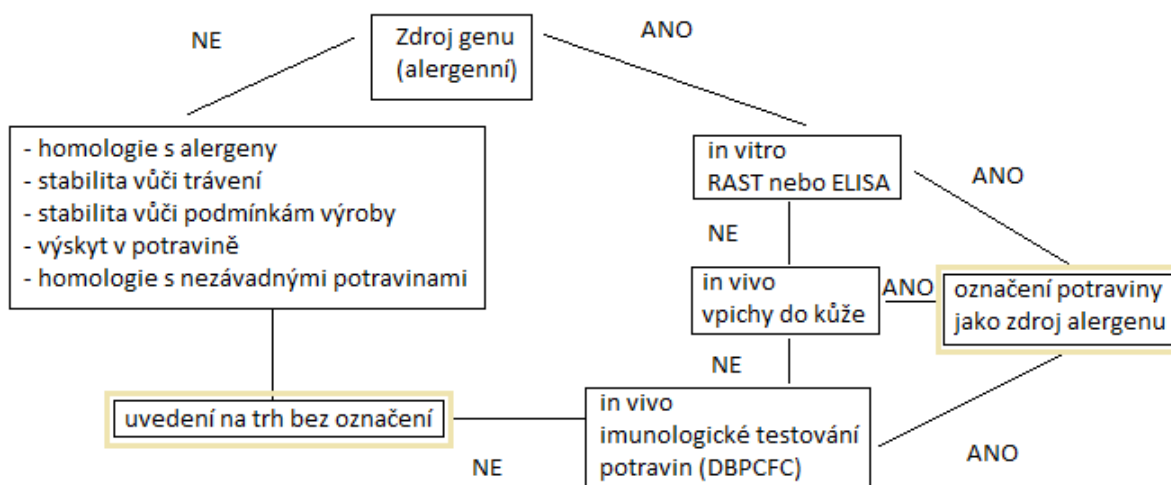 NE
Zdroj genu
(alergenní)
ANO
- homologie s alergeny
- stabilita vůči trávení
- stabilita vůči podmínkám výroby
- výskyt v potravině
- homologie s nezávadnými potravinami
in vitro
RAST nebo ELISA
ANO
NE
in vivo
vpichy do kůže
ANO
označení potraviny
jako zdroj alergenu
NE
uvedení na trh bez označení
in vivo
imunologické testování
potravin (DBPCFC)
NE
ANO